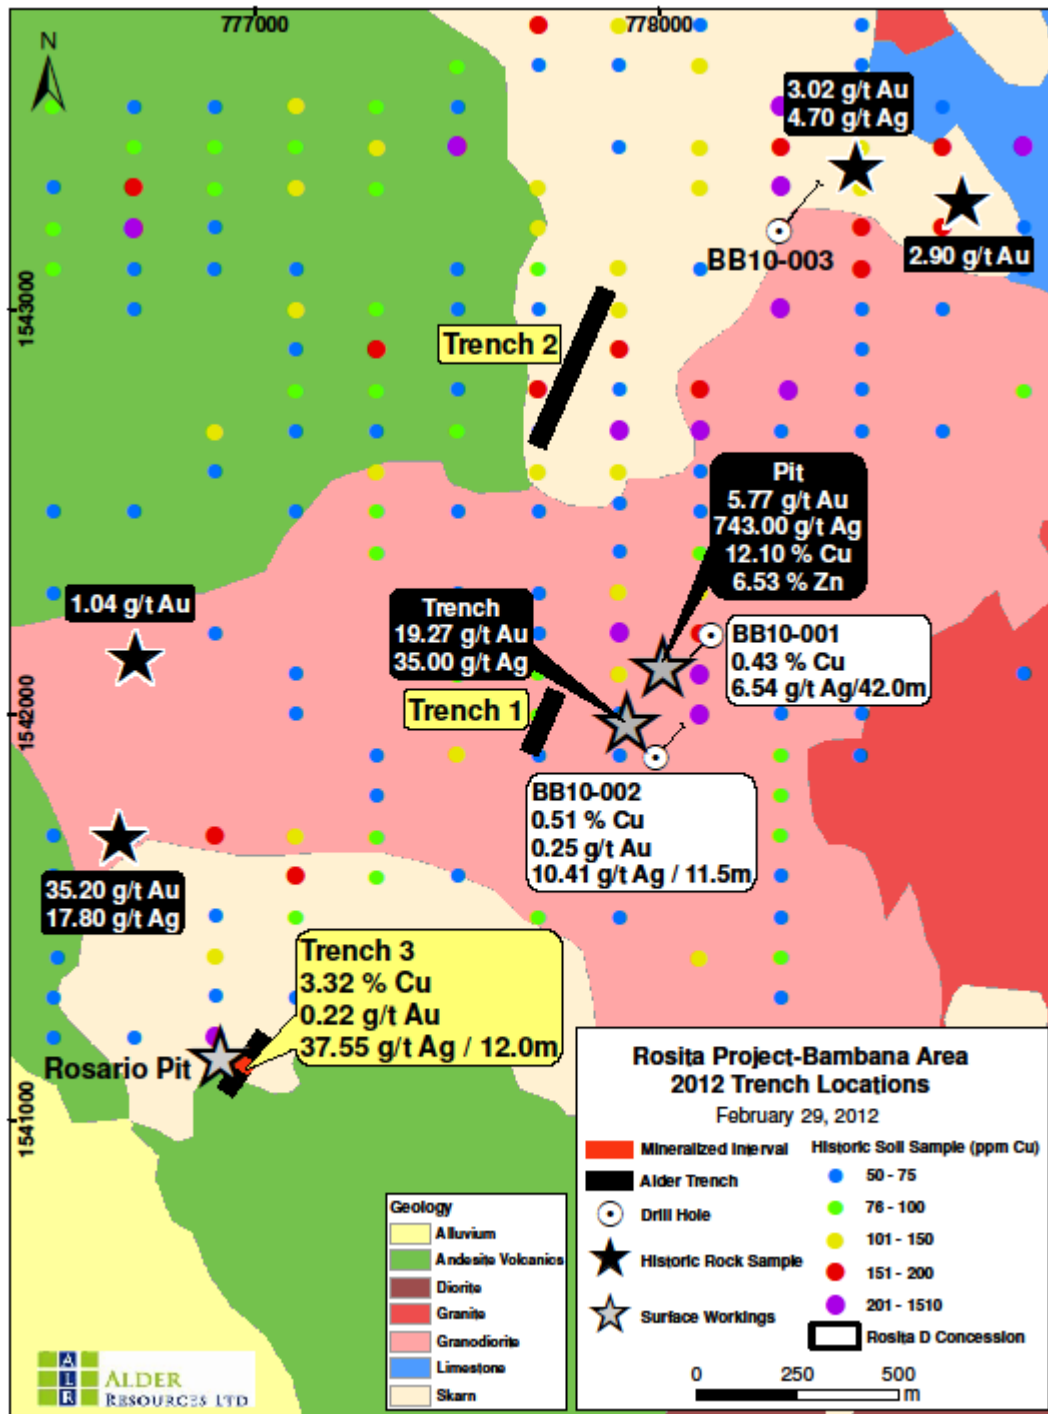 777000
778000
N
3.02 g/t Au
4.70 g/t Ag
2.90 g/t Au
BB10-003
1543000
Trench 2
Pit
5.77 g/t Au
743.00 g/t Ag
12.10 % Cu
6.53 % Zn
1.04 g/t Au
Trench
19.27 g/t Au
35.00 g/t Ag
BB10-001
0.43 % Cu
6.54 g/t Ag/42.0m
Trench 1
1542000
BB10-002
0.51 % Cu
0.25 g/t Au
10.41 g/t Ag / 11.5m
35.20 g/t Au
17.80 g/t Ag
Trench 3
3.32 % Cu
0.22 g/t Au
37.55 g/t Ag / 12.0m
Rosario Pit
1541000
Rosita Project-Bambana Area
2012 Trench Locations
February 29, 2012
Mineralized Interval
Alder Trench
Drill Hole
Historic Rock Sample
Surface Workings
Historic Soil Sample (ppm Cu)
50 - 75
76 - 100
101 - 150
151 - 200
201 - 1510
Rosita D Concession
0 250 500
m
Geology
Alluvium
Andesite Volcanics
Diorite
Granite
Granodiorite
Limestone
Skarn
A
L
R
ALDER
RESOURCES LTD